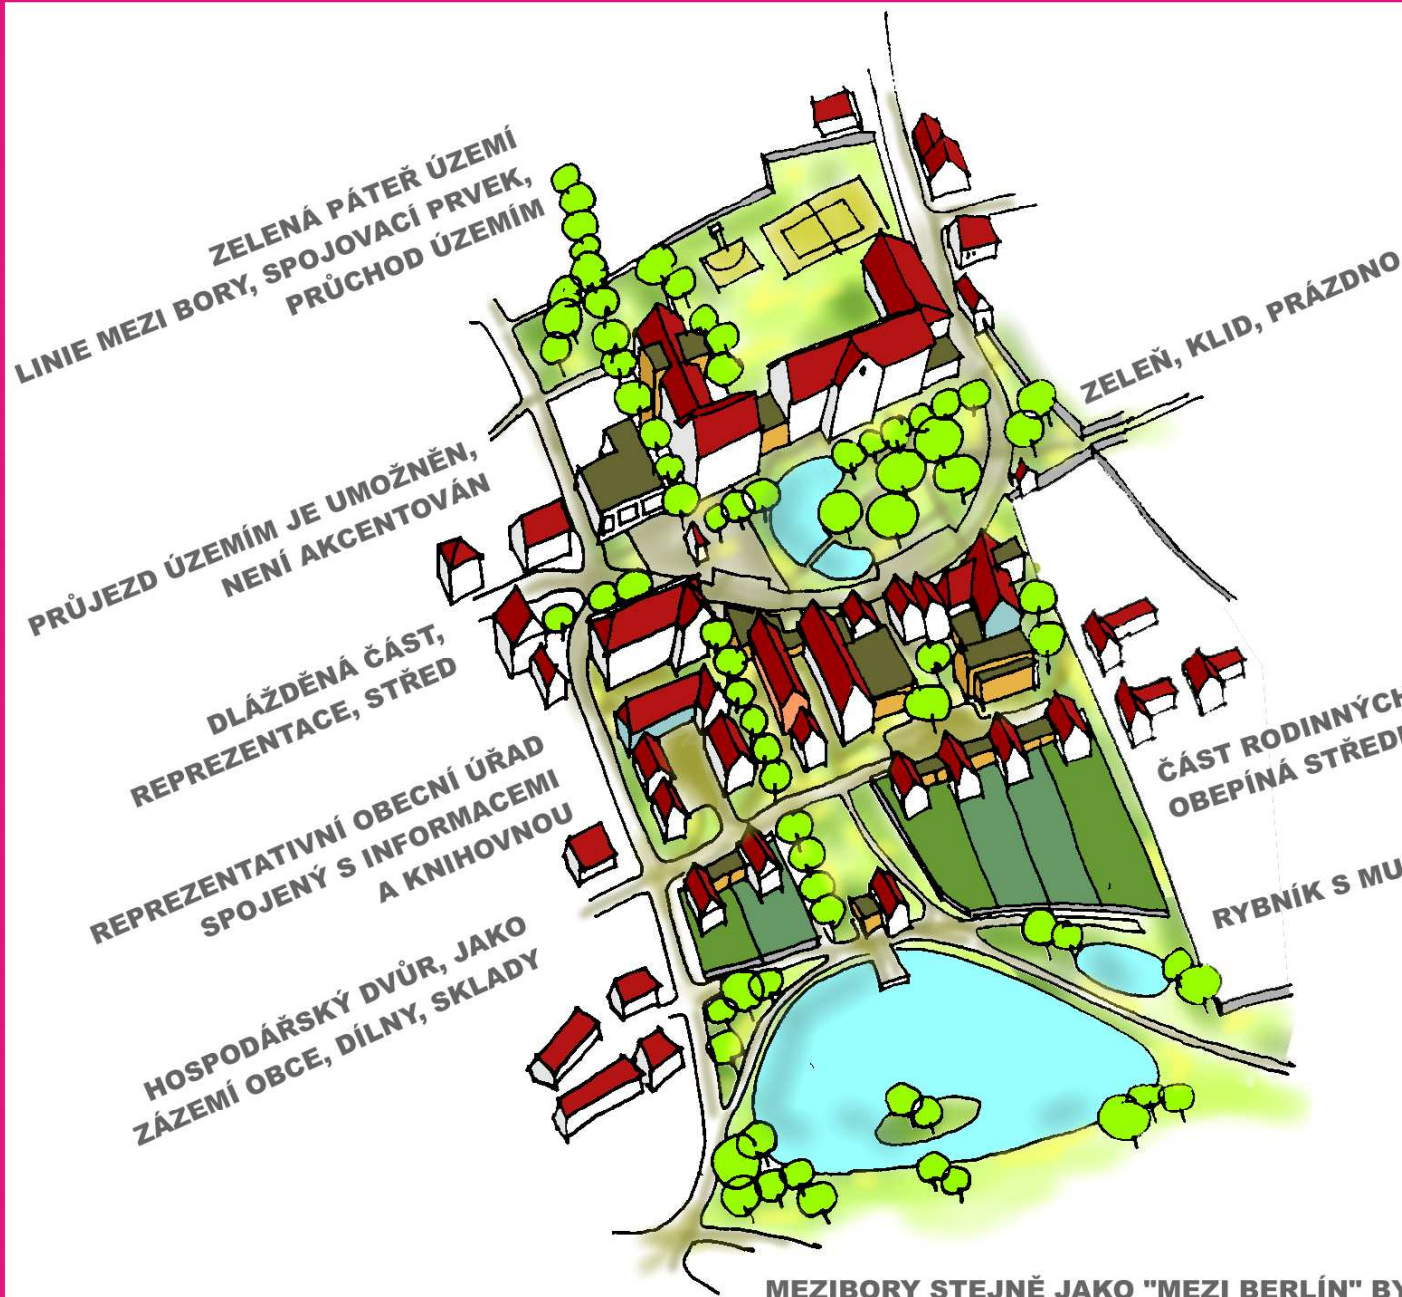 ZELENÁ PÁTEŘ ÚZEMÍ
LINIE MEZI BORY, SPOJOVACÍ PRVEK,
PRŮCHOD ÚZEMÍM
ZELEŇ, KLID, PRÁZDNO
PRŮJEZD ÚZEMÍM JE UMOŽNĚN,
NENÍ AKCENTOVÁN
DLÁŽDĚNÁ ČÁST,
REPREZENTACE, STŘED
ČÁST RODINNÝCH
OBEPÍNÁ STŘED
REPREZENTATIVNÍ OBECNÍ ÚŘAD
SPOJENÝ S INFORMACEMI
A KNIHOVNOU
RYBNÍK S MU
HOSPODÁŘSKÝ DVŮR, JAKO
ZÁZEMÍ OBCE, DÍLNY, SKLADY
MEZIBORY STEJNĚ JAKO "MEZI BERLÍN" BY